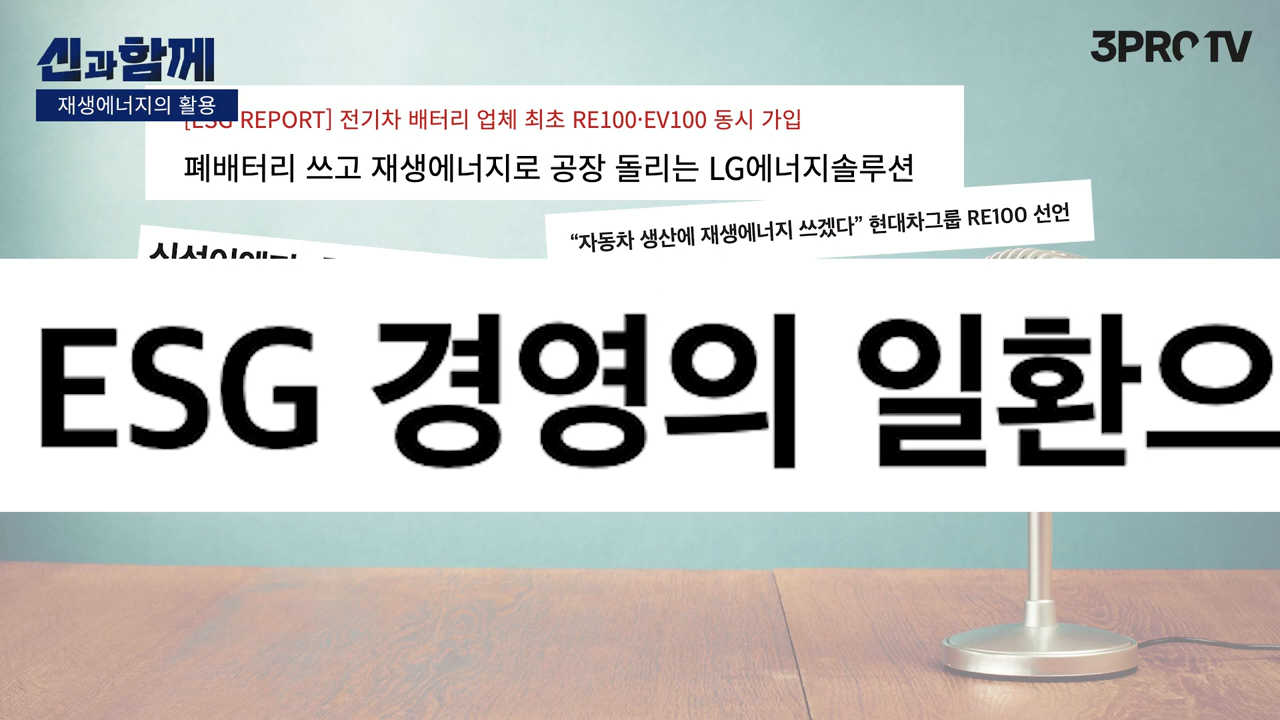 신과함께
3PRO TV
재생에너지의 활용
[ESG REPORT] 전기차 배터리 업체 최초 RE100·EV100 동시 가입
폐배터리 쓰고 재생에너지로 공장 돌리는 LG에너지솔루션
“자동차 생산에 재생에너지 쓰겠다” 현대차그룹 RE100 선언
ESG 경영의 일환으